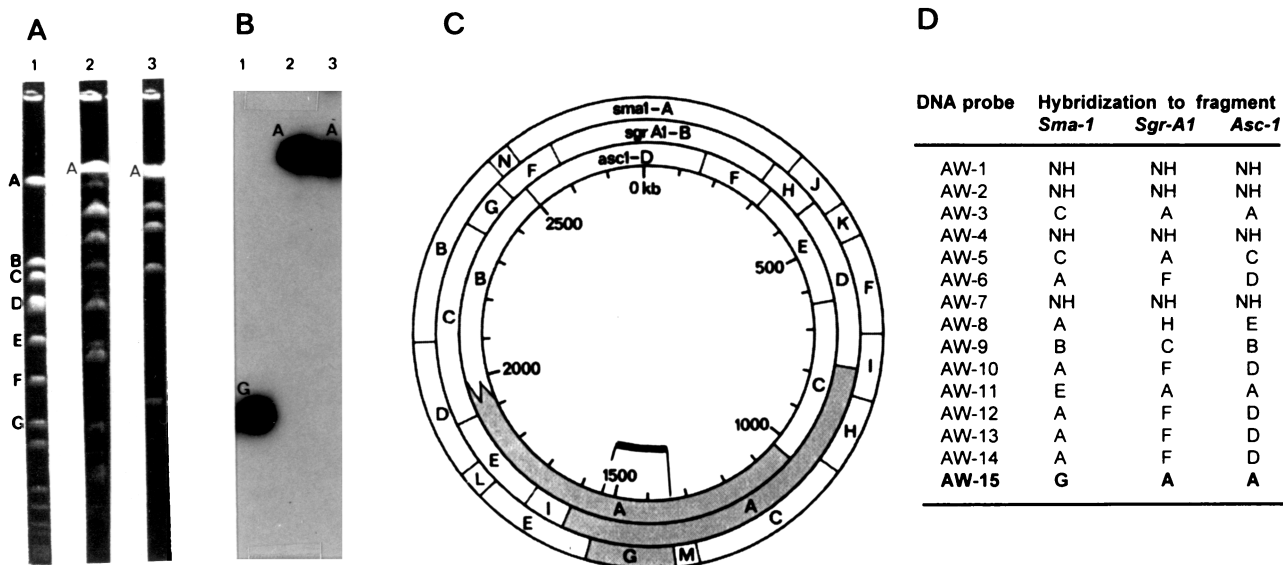 A
1 2 3
A
A
A
B
C
D
E
F
G
B
1 2 3
A A
G
C
sma1-A
sgr A1-B
asc1-D
0 kb
N
F
G
B
B
C
2500
2000
D
E
L
E
I
1500
A
G
M
A
C
1000
C
H
I
F
D
K
J
H
F
E
500
D
DNA probe Hybridization to fragment
Sma-1 Sgr-A1 Asc-1
AW-1 NH NH NH
AW-2 NH NH NH
AW-3 C A A
AW-4 NH NH NH
AW-5 C A C
AW-6 A F D
AW-7 NH NH NH
AW-8 A H E
AW-9 B C B
AW-10 A F D
AW-11 E A A
AW-12 A F D
AW-13 A F D
AW-14 A F D
AW-15 G A A